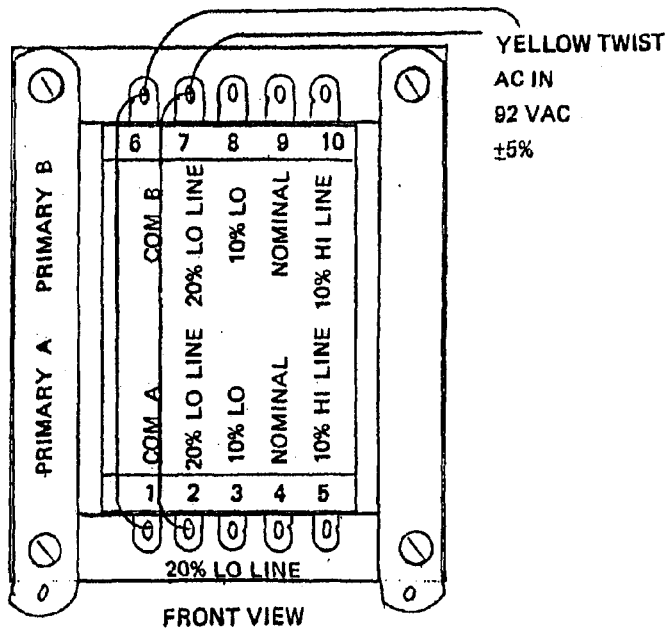 YELLOW TWIST
AC IN
92 VAC
±5%
6 7 8 9 10
PRIMARY B
COM B
20% LO LINE
10% LO
NOMINAL
10% HI LINE
PRIMARY A
COM A
20% LO LINE
10% LO
NOMINAL
10% HI LINE
1 2 3 4 5
20% LO LINE
FRONT VIEW